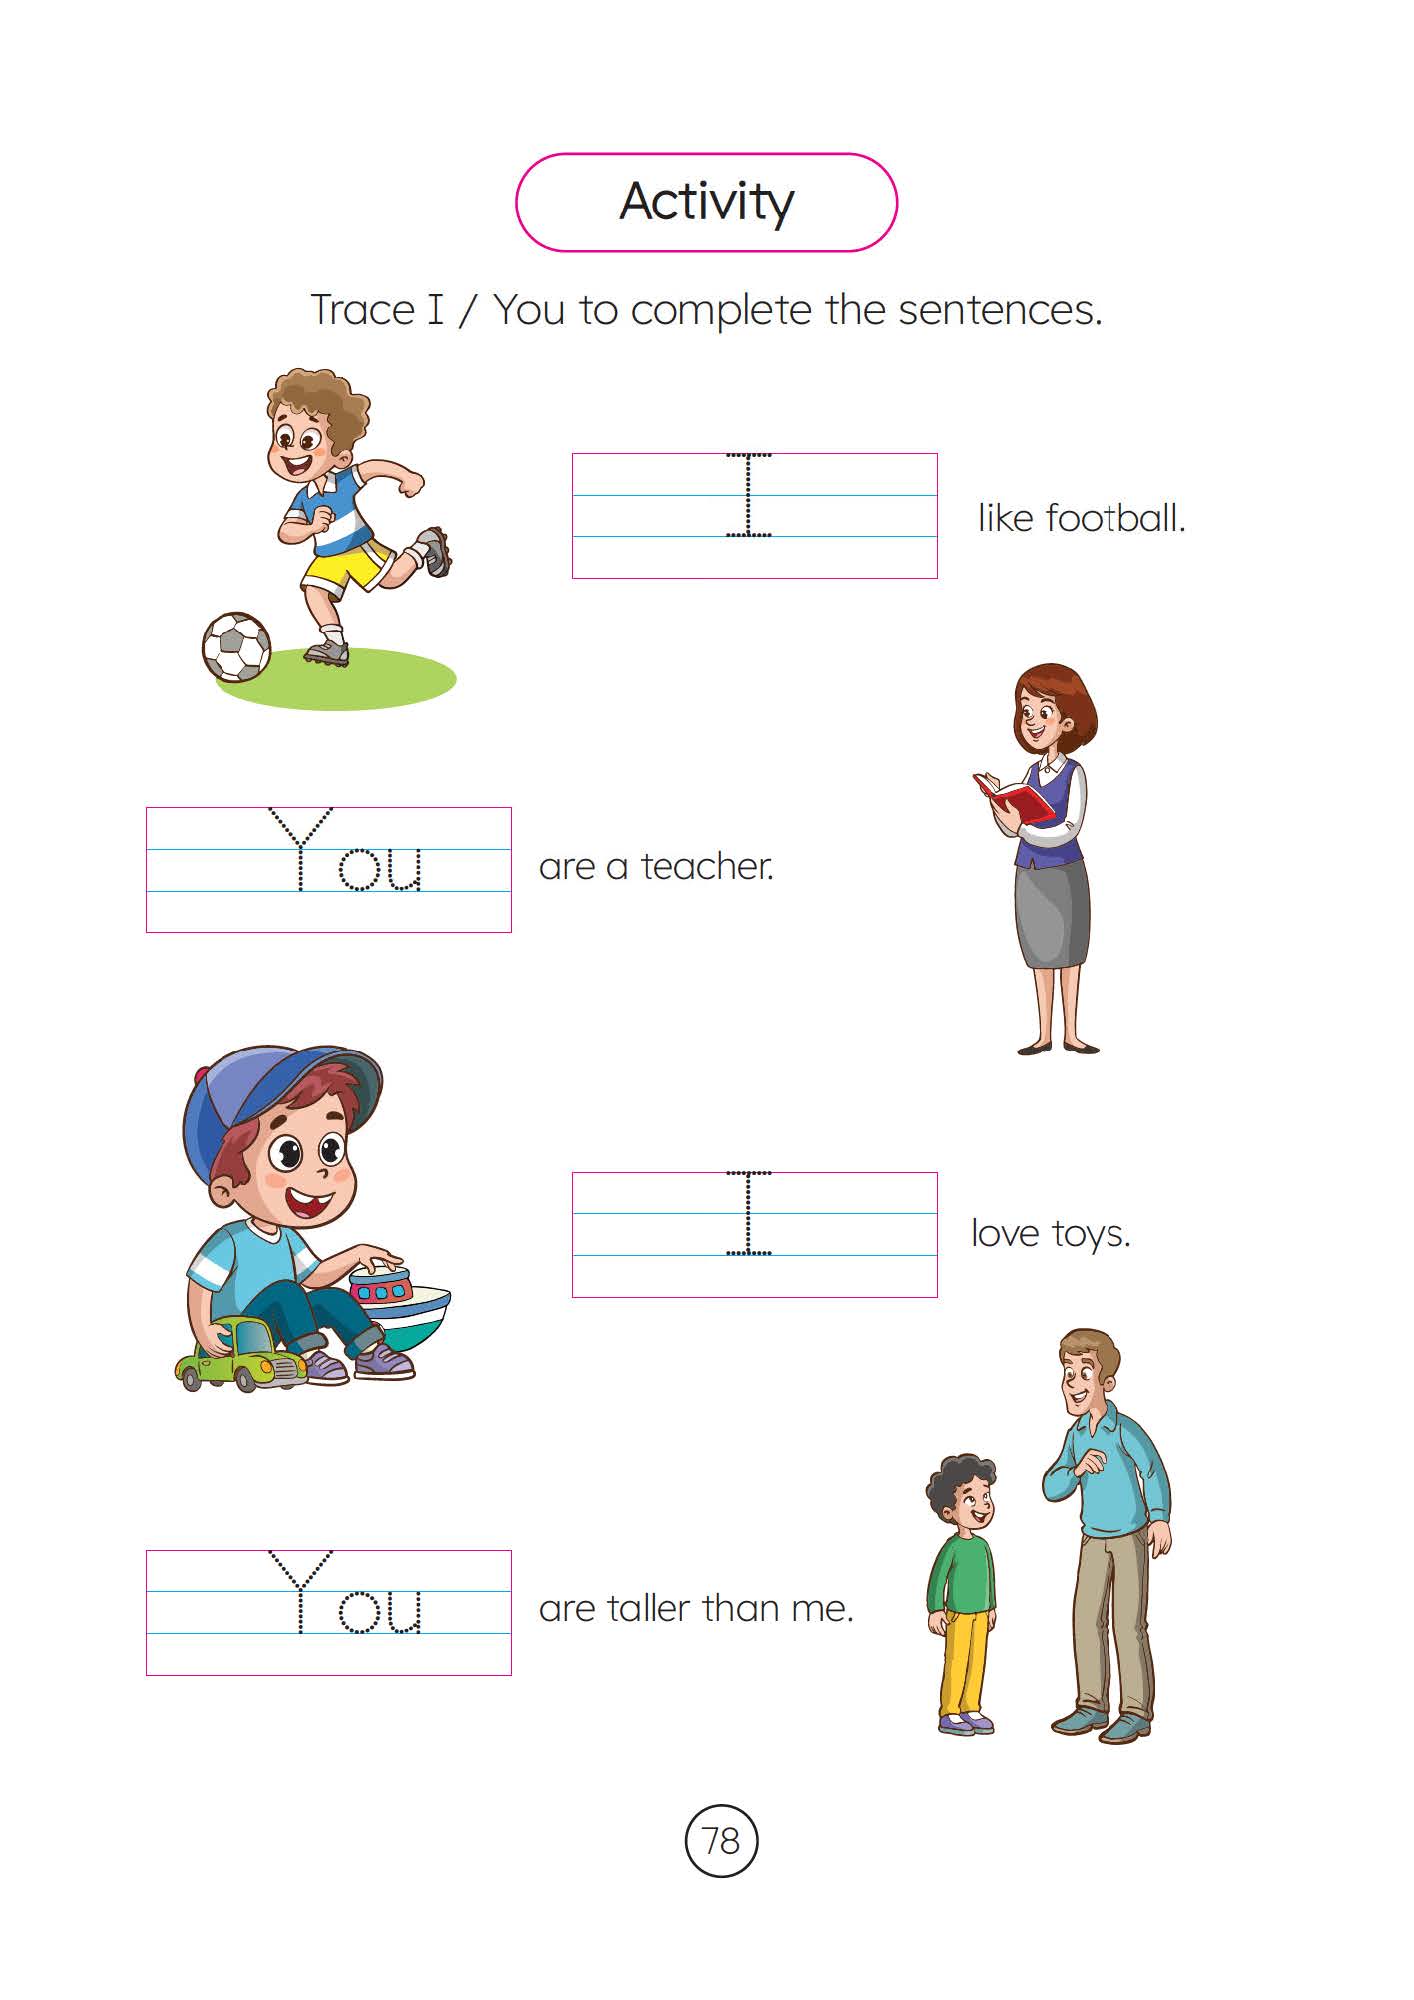 Activity
Trace I / You to complete the sentences.
I like football.
You are a teacher.
I love toys.
You are taller than me.
78